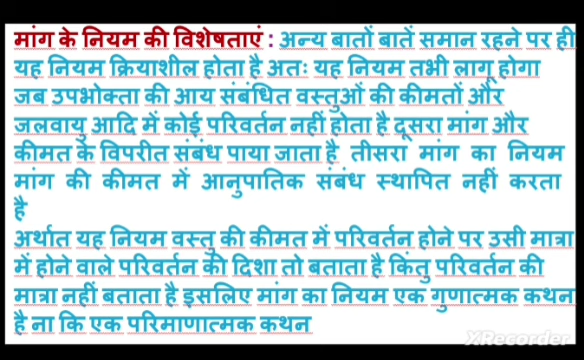 मांग के नियम की विशेषताएं : अन्य बातों बातें समान रहने पर ही
यह नियम क्रियाशील होता है अतः यह नियम तभी लागू होगा
जब उपभोक्ता की आय संबंधित वस्तुओं की कीमतों और
जलवायु आदि में कोई परिवर्तन नहीं होता है दूसरा मांग और
कीमत के विपरीत संबंध पाया जाता है तीसरा मांग का नियम
मांग की कीमत में आनुपातिक संबंध स्थापित नहीं करता
है
अर्थात यह नियम वस्तु की कीमत में परिवर्तन होने पर उसी मात्रा
में होने वाले परिवर्तन की दिशा तो बताता है किंतु परिवर्तन की
मात्रा नहीं बताता है इसलिए मांग का नियम एक गुणात्मक कथन
है ना कि एक परिमाणात्मक कथन
XRecorder